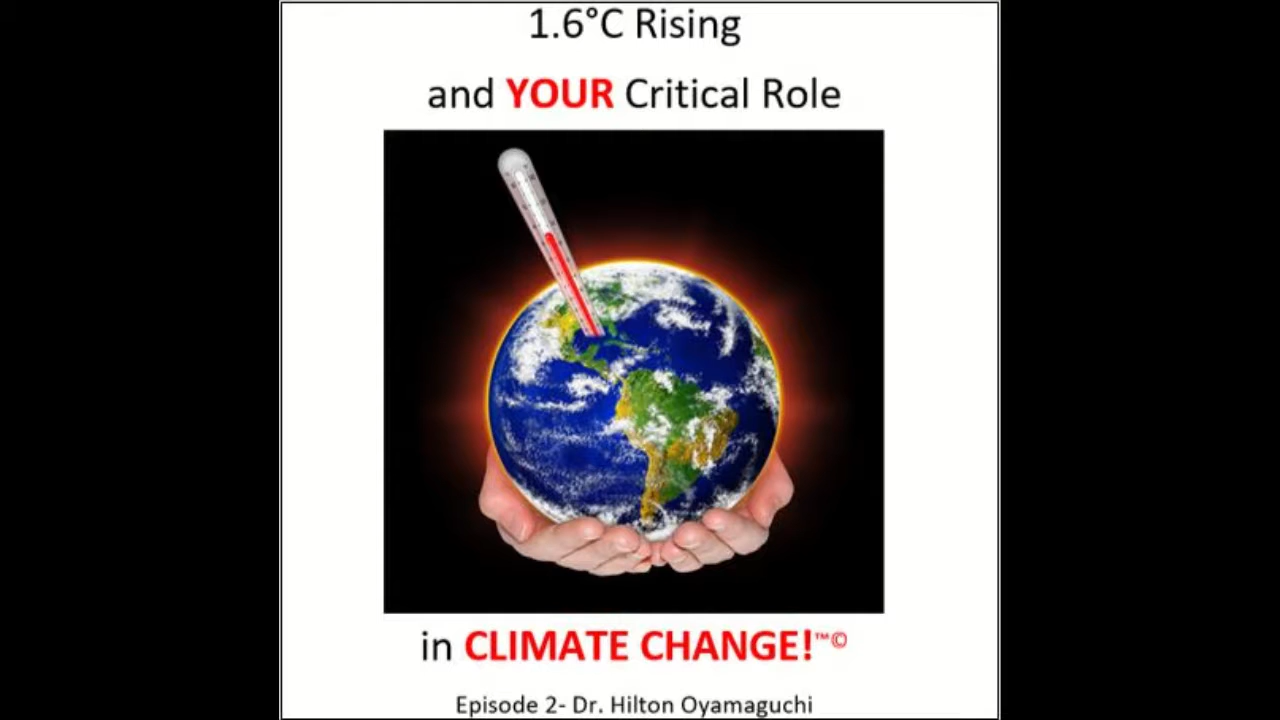 1.6°C Rising
and YOUR Critical Role
in CLIMATE CHANGE!™©
Episode 2- Dr. Hilton Oyamaguchi